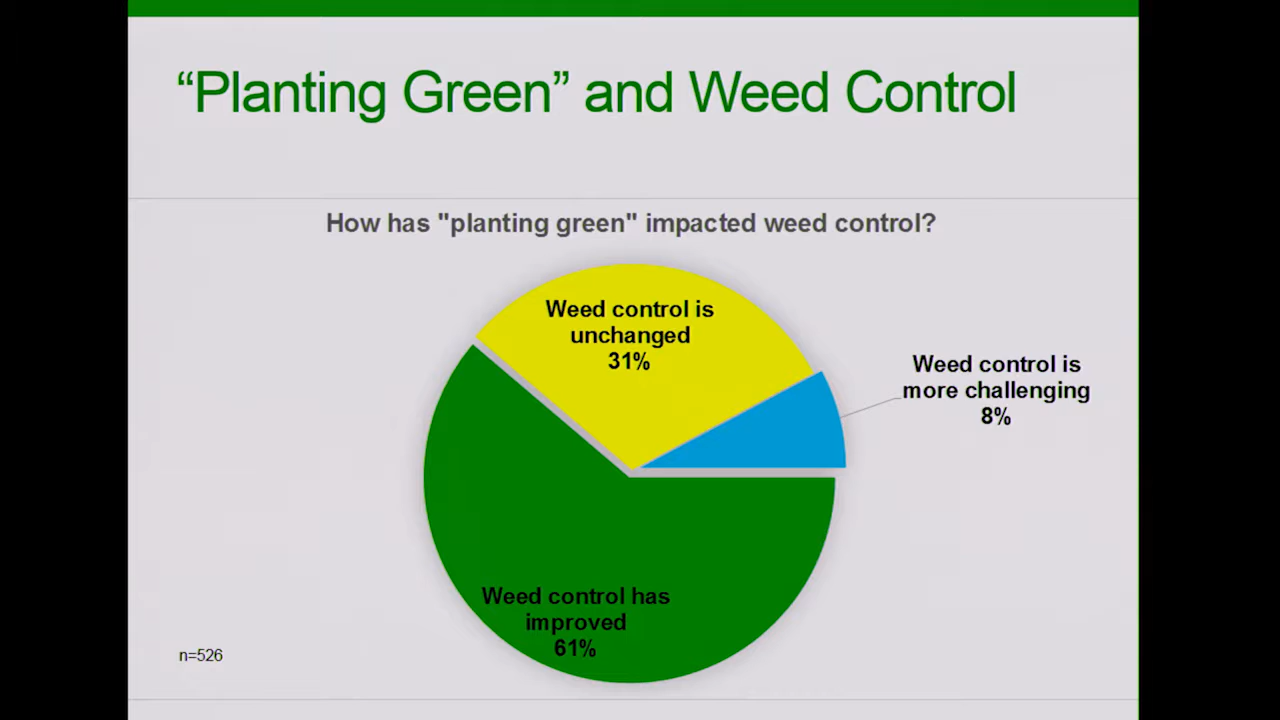 “Planting Green” and Weed Control
How has "planting green" impacted weed control?
Weed control is
unchanged
31%
Weed control is
more challenging
8%
Weed control has
improved
61%
n=526